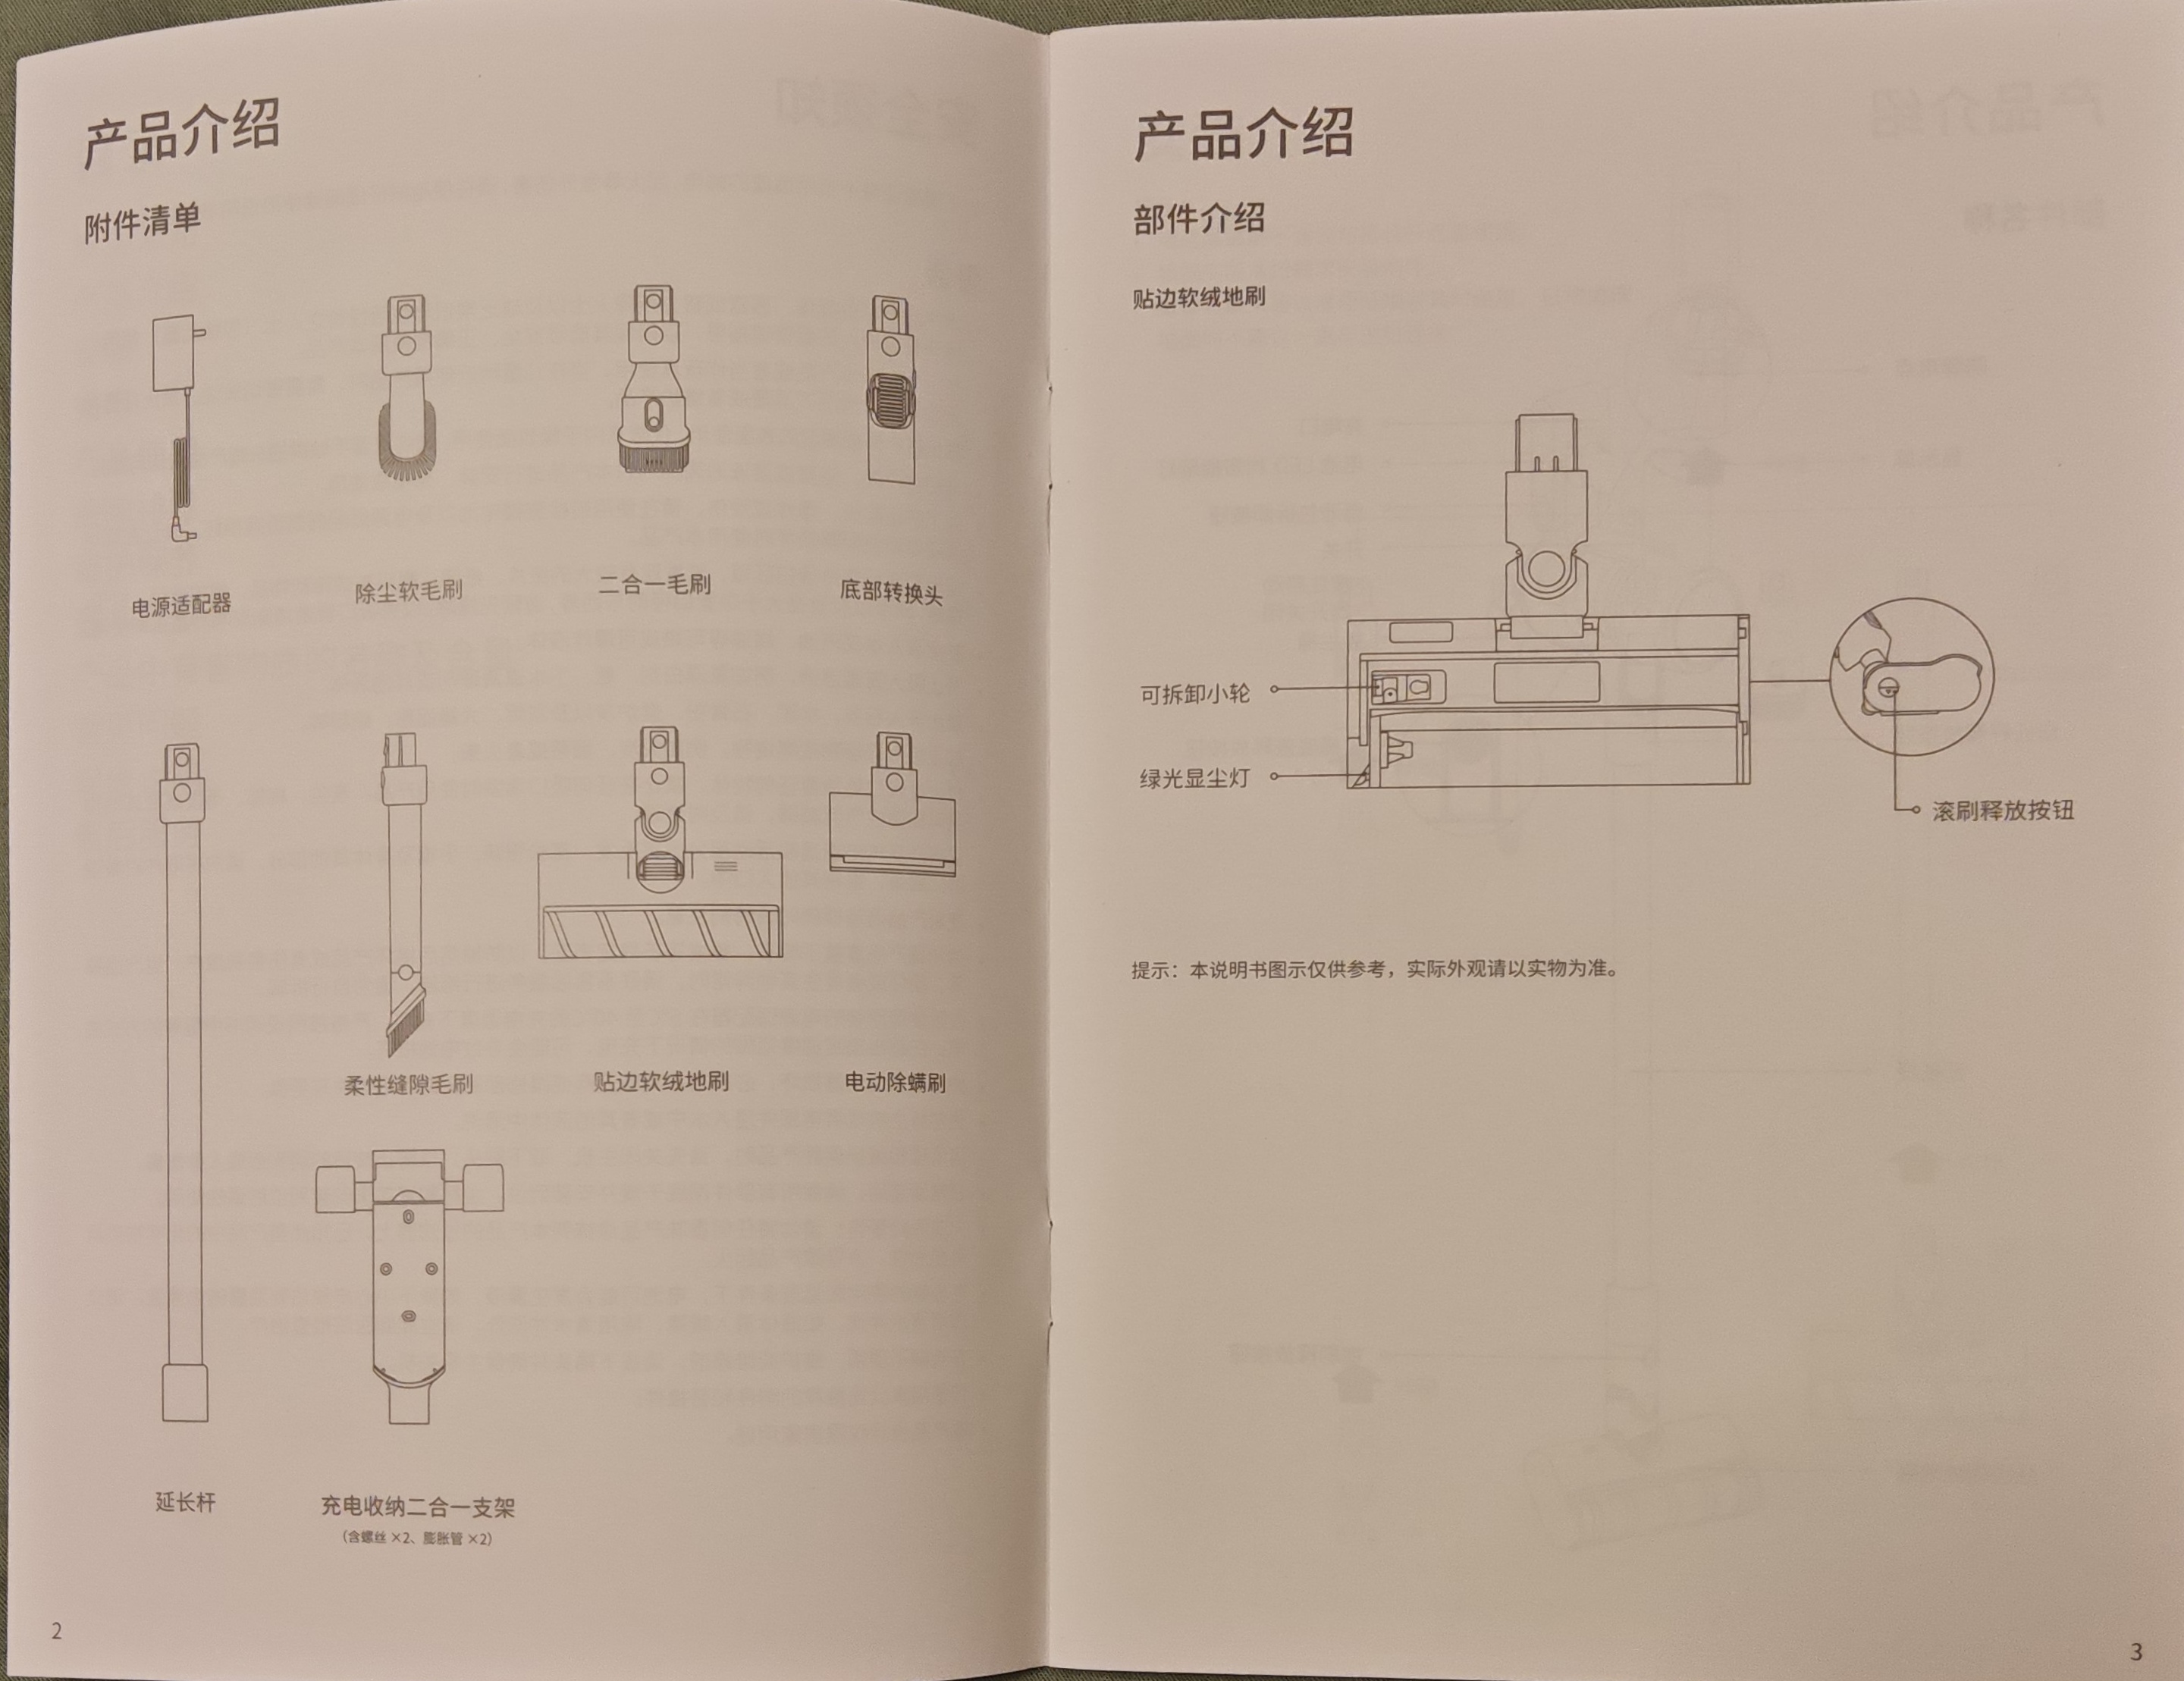 产品介绍
附件清单
电源适配器
除尘软毛刷
二合一毛刷
底部转换头
柔性缝隙毛刷
贴边软绒地刷
电动除螨刷
延长杆
充电收纳二合一支架
（含螺丝 ×2、膨胀管 ×2）
2
产品介绍
部件介绍
贴边软绒地刷
可拆卸小轮
绿光显尘灯
滚刷释放按钮
提示：本说明书图示仅供参考，实际外观请以实物为准。
3